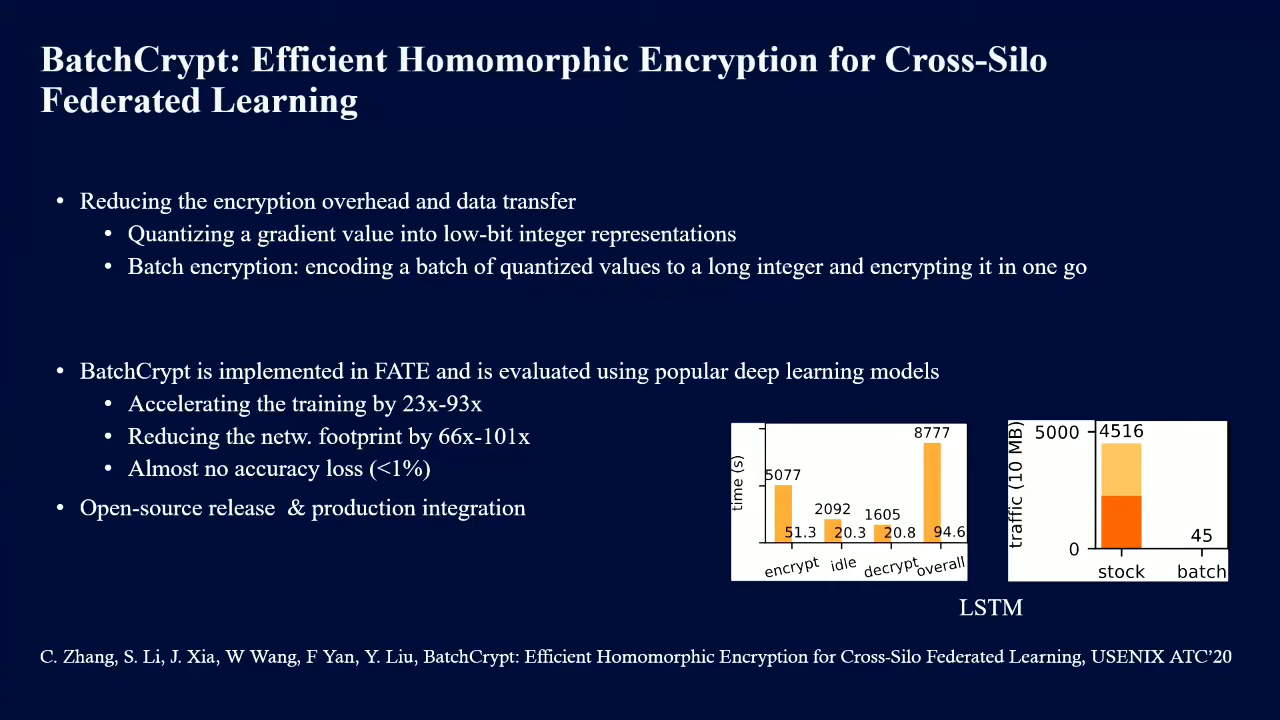 BatchCrypt: Efficient Homomorphic Encryption for Cross-Silo
Federated Learning
• Reducing the encryption overhead and data transfer
• Quantizing a gradient value into low-bit integer representations
• Batch encryption: encoding a batch of quantized values to a long integer and encrypting it in one go
• BatchCrypt is implemented in FATE and is evaluated using popular deep learning models
• Accelerating the training by 23x-93x
• Reducing the netw. footprint by 66x-101x
• Almost no accuracy loss (<1%)
• Open-source release & production integration
time (s)
5077
51.3
2092
20.3
1605
20.8
8777
94.6
encrypt idle decrypt overall
traffic (10 MB)
5000
4516
0
45
stock batch
LSTM
C. Zhang, S. Li, J. Xia, W Wang, F Yan, Y. Liu, BatchCrypt: Efficient Homomorphic Encryption for Cross-Silo Federated Learning, USENIX ATC’20